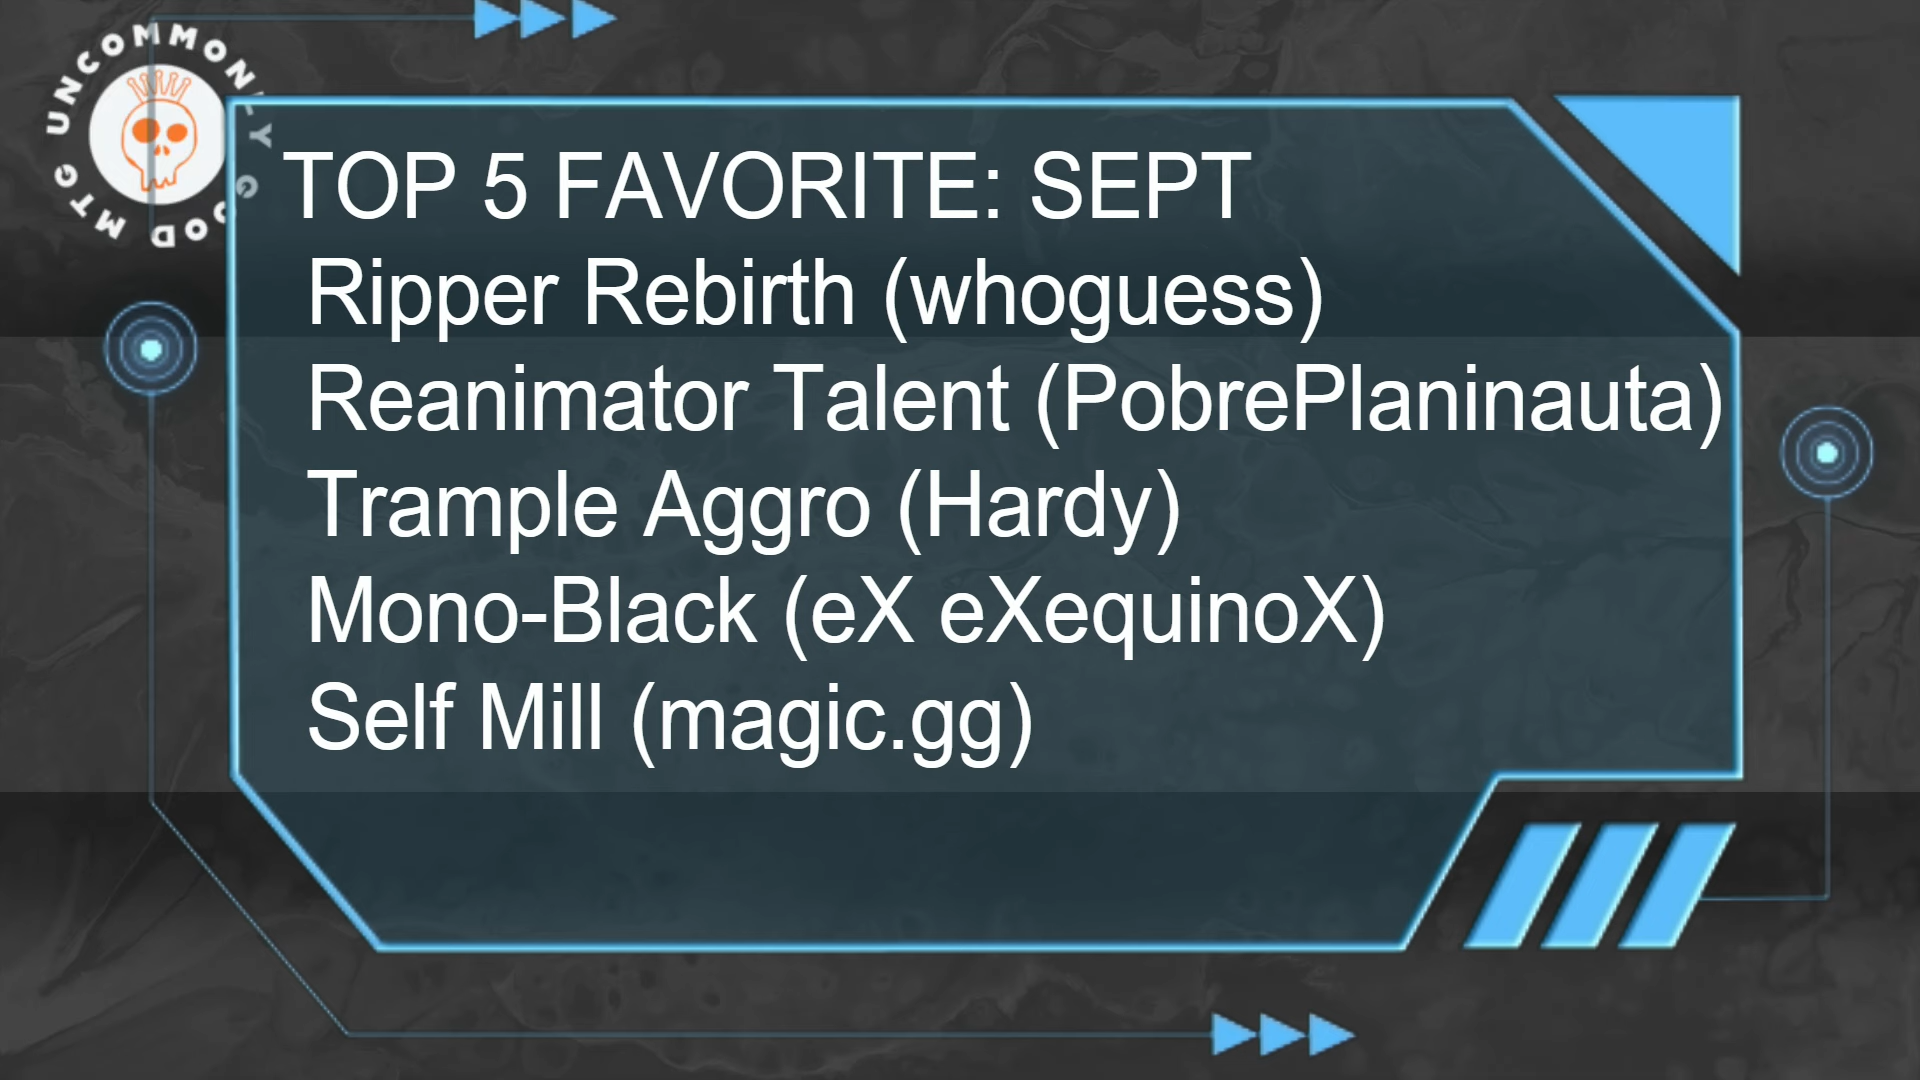 UNCOMMONLY GOOD MTG
TOP 5 FAVORITE: SEPT
Ripper Rebirth (whoguess)
Reanimator Talent (PobrePlaninauta)
Trample Aggro (Hardy)
Mono-Black (eX eXequinoX)
Self Mill (magic.gg)